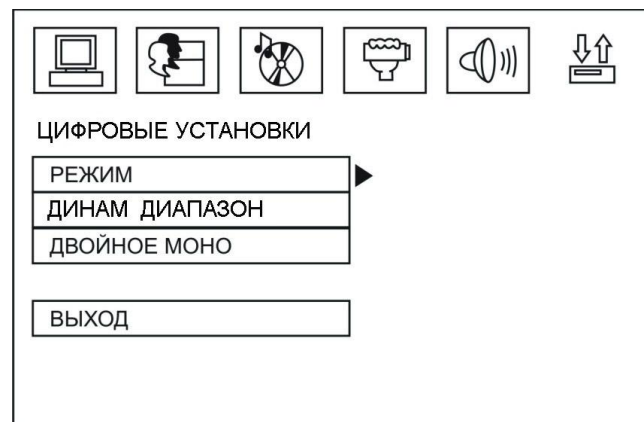 ЦИФРОВЫЕ УСТАНОВКИ
РЕЖИМ
ДИНАМ ДИАПАЗОН
ДВОЙНОЕ МОНО
ВЫХОД